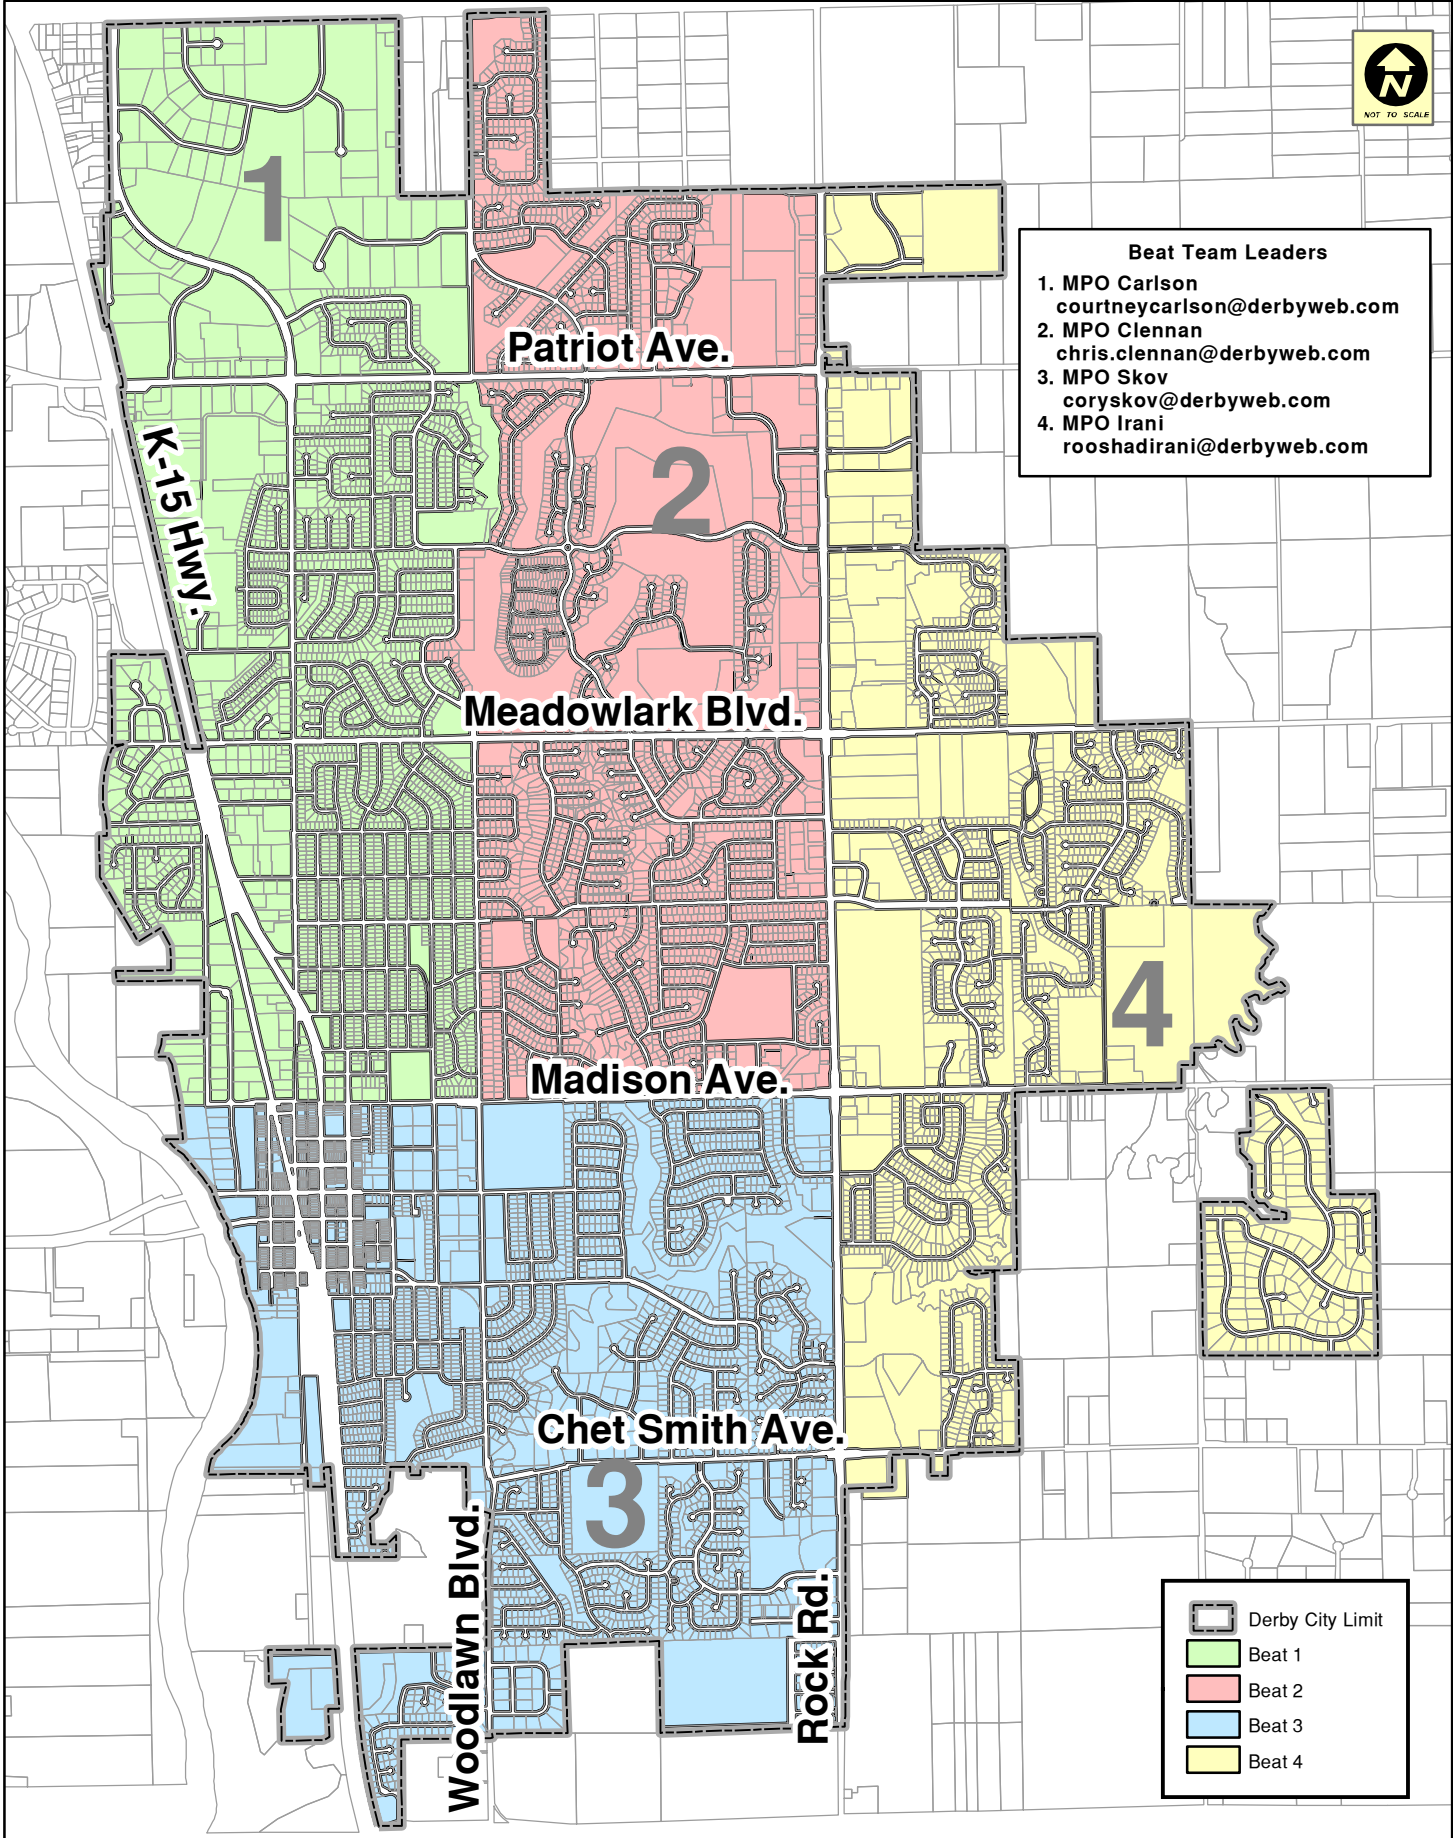 N
NOT TO SCALE
1
Beat Team Leaders
1. MPO Carlson
courtneycarlson@derbyweb.com
2. MPO Clennan
chris.clennan@derbyweb.com
3. MPO Skov
coryskov@derbyweb.com
4. MPO Irani
rooshadirani@derbyweb.com
Patriot Ave.
K-15 Hwy.
2
Meadowlark Blvd.
4
Madison Ave.
Chet Smith Ave.
3
Woodlawn Blvd.
Rock Rd.
Derby City Limit
Beat 1
Beat 2
Beat 3
Beat 4